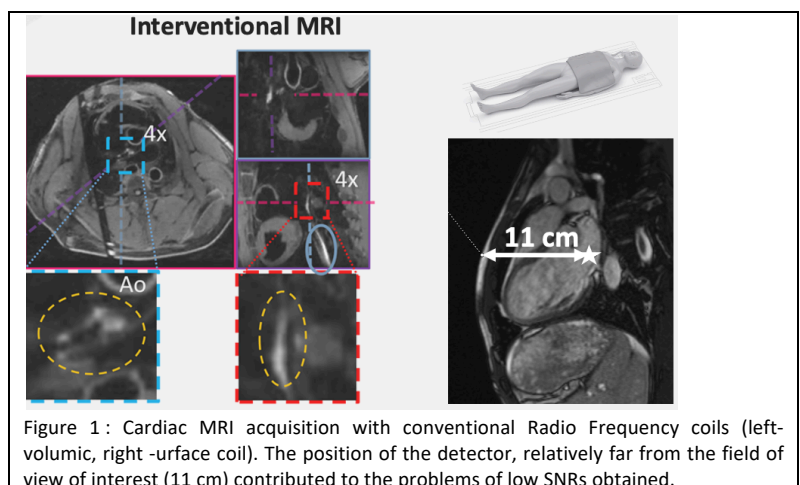 Interventional MRI
4x
4x
Ao
11 cm
Figure 1 : Cardiac MRI acquisition with conventional Radio Frequency coils (left-
volumic, right -urface coil). The position of the detector, relatively far from the field of
view of interest (11 cm) contributed to the problems of low SNRs obtained.